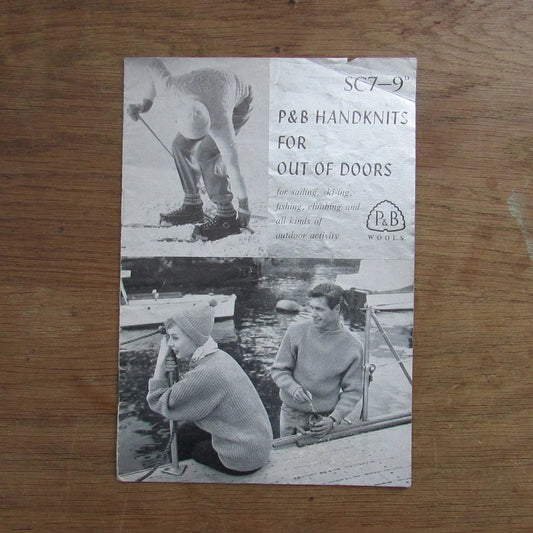 SC7—9D
P&B HANDKNITS
FOR
OUT OF DOORS
for sailing, ski-ing,
fishing, climbing and
all kinds of
outdoor activity
P&B
WOOLS